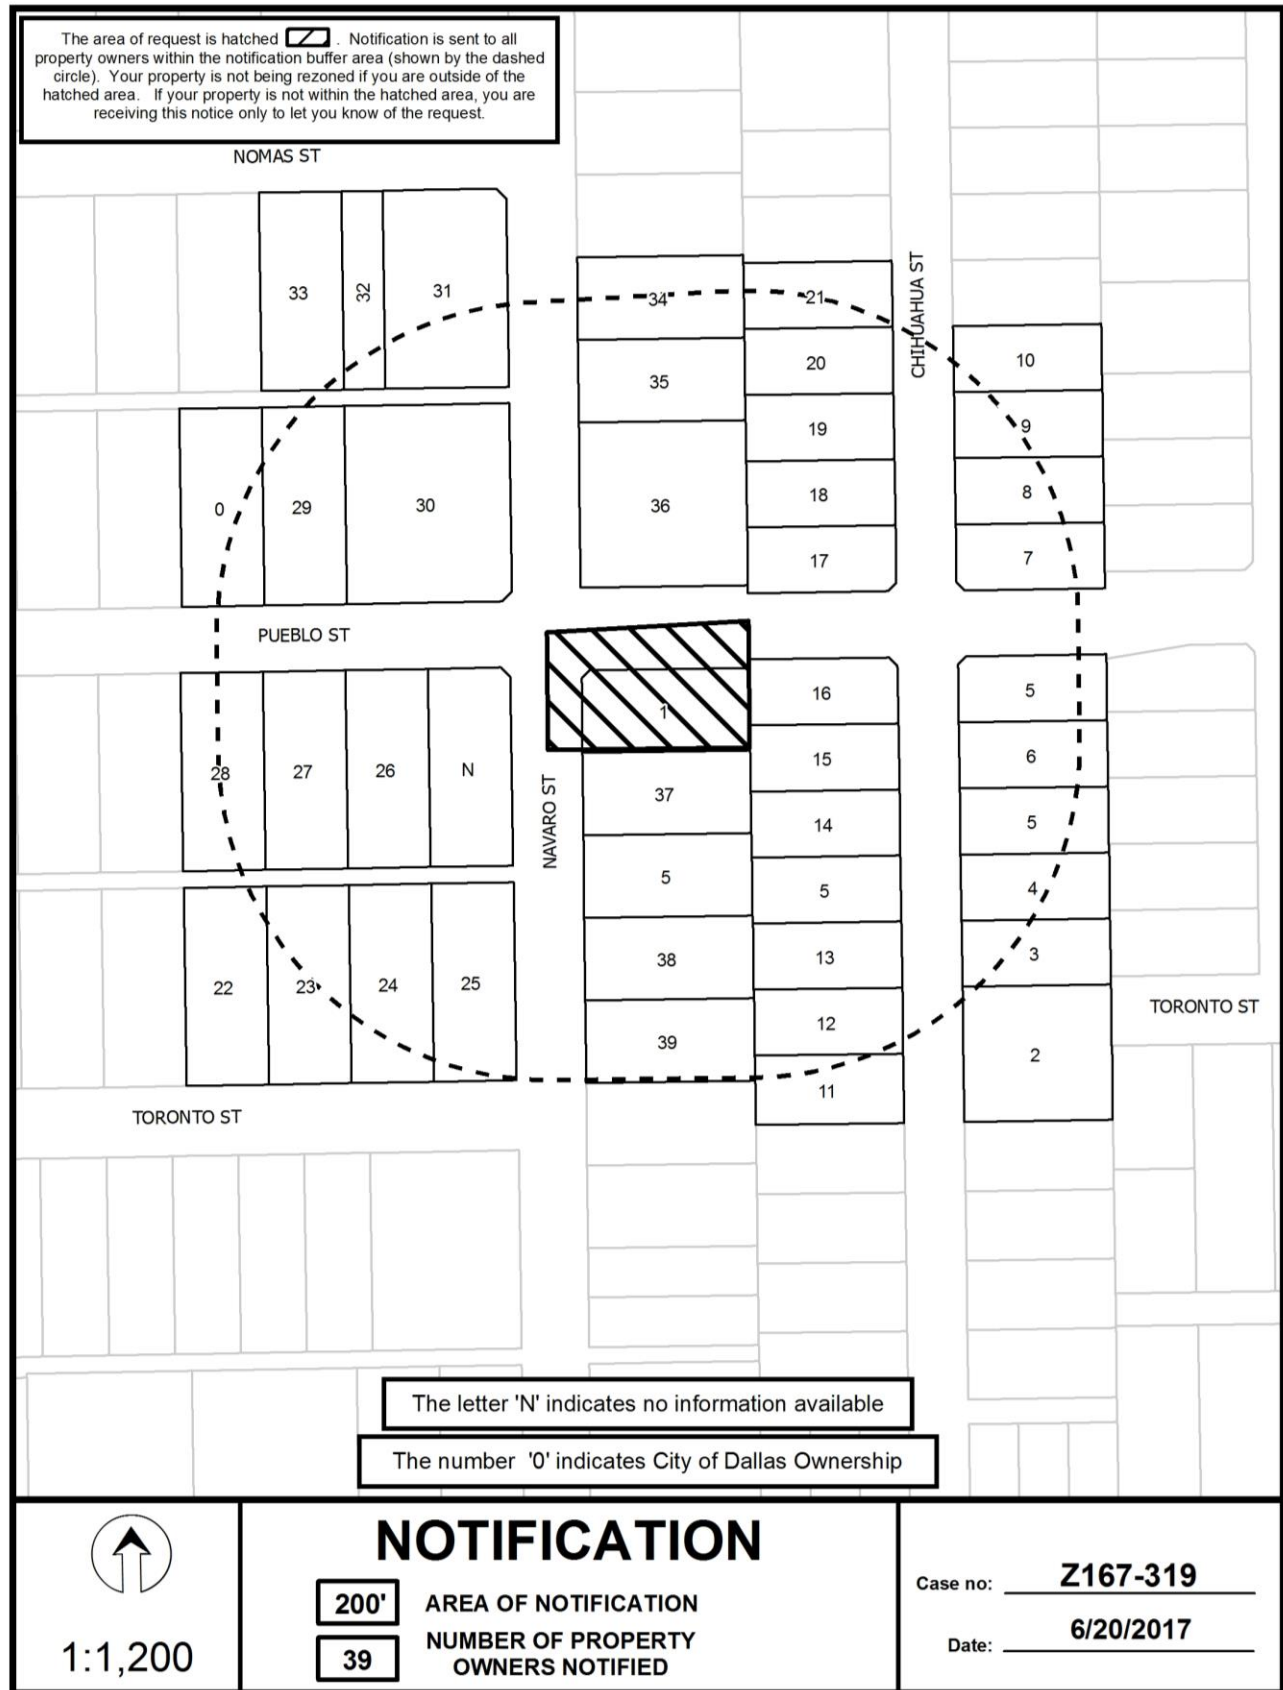 The area of request is hatched . Notification is sent to all
property owners within the notification buffer area (shown by the dashed
circle). Your property is not being rezoned if you are outside of the
hatched area. If your property is not within the hatched area, you are
receiving this notice only to let you know of the request.
NOMAS ST
33
32
31
34
21
CHIHUAHUA ST
10
35
20
9
19
0
29
30
36
18
8
17
7
PUEBLO ST
1
16
5
28
27
26
N
NAVARO ST
37
15
6
14
5
5
5
4
22
23
24
25
38
13
3
TORONTO ST
39
12
2
11
TORONTO ST
The letter 'N' indicates no information available
The number '0' indicates City of Dallas Ownership
1:1,200
NOTIFICATION
200' AREA OF NOTIFICATION
39 NUMBER OF PROPERTY
OWNERS NOTIFIED
Case no: Z167-319
Date: 6/20/2017